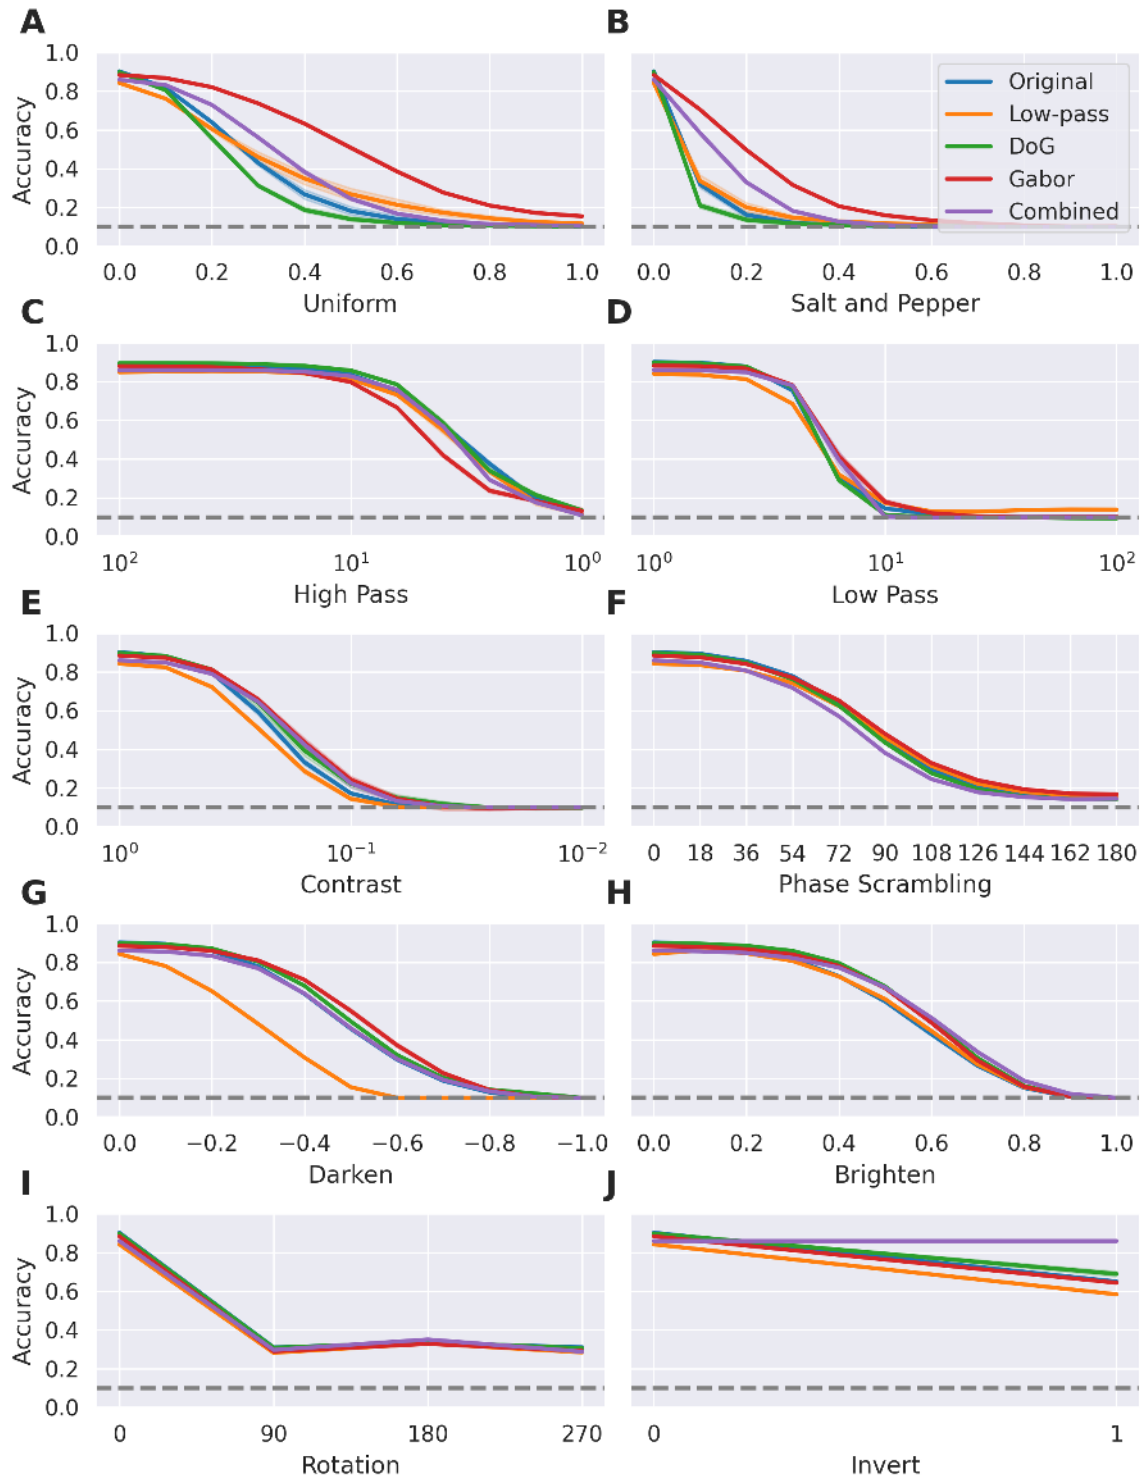 A B
1.0
0.8
0.6
0.4
0.2
0.0
Accuracy
0.0 0.2 0.4 0.6 0.8 1.0
Uniform
Original
Low-pass
DoG
Gabor
Combined
0.0 0.2 0.4 0.6 0.8 1.0
Salt and Pepper
C D
1.0
0.8
0.6
0.4
0.2
0.0
Accuracy
10² 10¹ 10⁰
High Pass
10⁰ 10¹ 10²
Low Pass
E F
1.0
0.8
0.6
0.4
0.2
0.0
Accuracy
10⁰ 10⁻¹ 10⁻²
Contrast
0 18 36 54 72 90 108 126 144 162 180
Phase Scrambling
G H
1.0
0.8
0.6
0.4
0.2
0.0
Accuracy
0.0 −0.2 −0.4 −0.6 −0.8 −1.0
Darken
0.0 0.2 0.4 0.6 0.8 1.0
Brighten
I J
1.0
0.8
0.6
0.4
0.2
0.0
Accuracy
0 90 180 270
Rotation
0 1
Invert